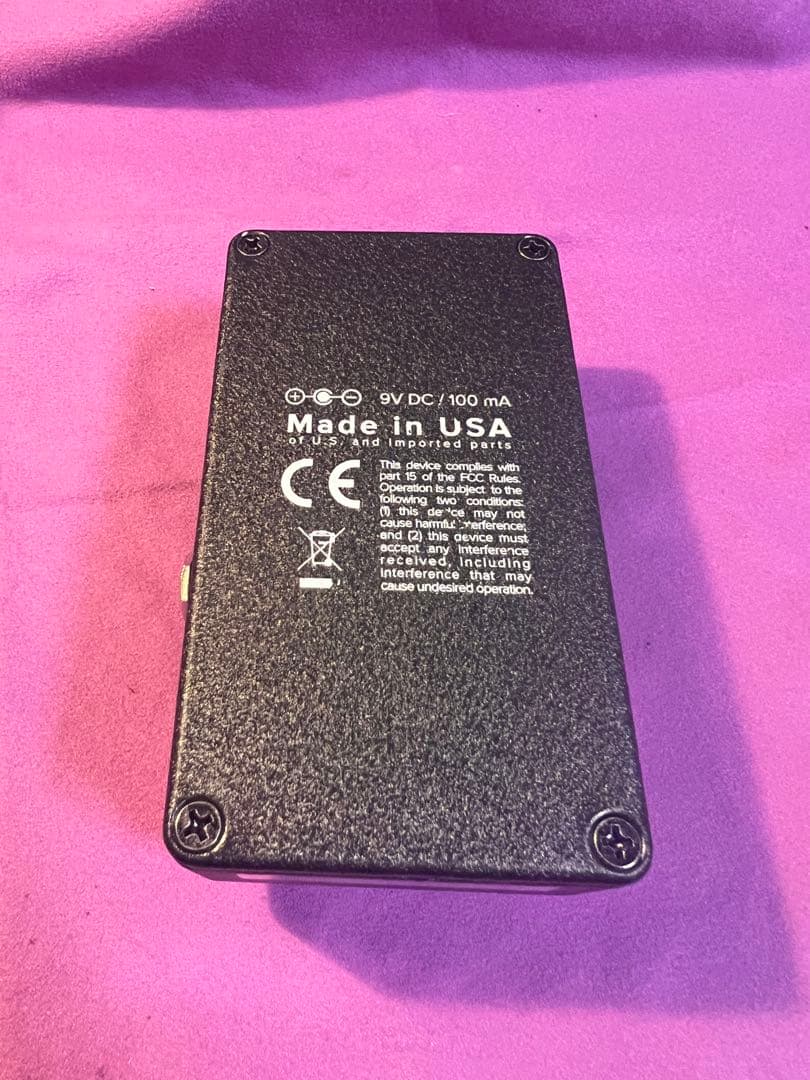 9V DC / 100 mA
Made in USA
of U.S. and imported parts
CE
This device complies with
part 15 of the FCC Rules.
Operation is subject to the
following two conditions:
(1) this device may not
cause harmful interference;
and (2) this device must
accept any interference
received, including
interference that may
cause undesired operation.